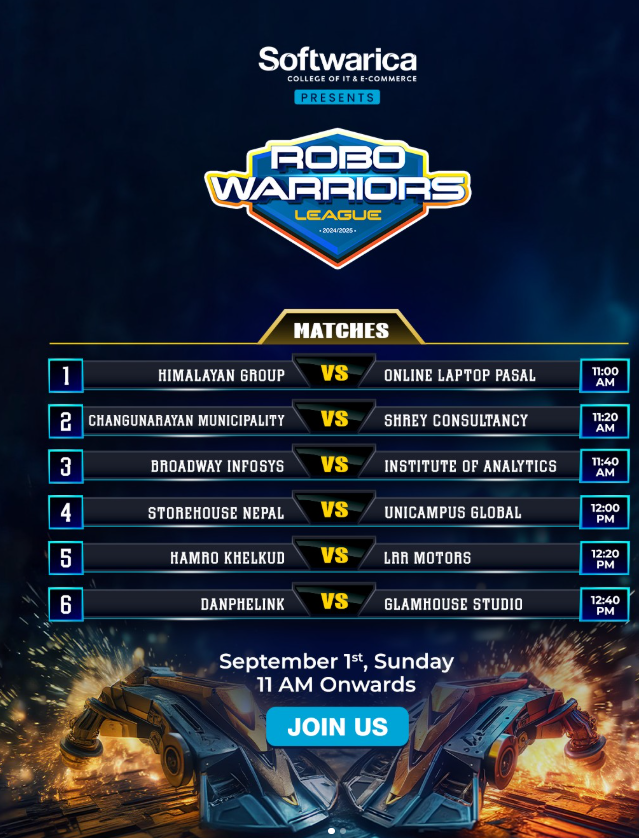 Softwarica
COLLEGE OF IT & E-COMMERCE
PRESENTS
ROBO
WARRIORS
LEAGUE
• 2024/2025 •
MATCHES
1 HIMALAYAN GROUP VS ONLINE LAPTOP PASAL 11:00 AM
2 CHANGUNARAYAN MUNICIPALITY VS SHREY CONSULTANCY 11:20 AM
3 BROADWAY INFOSYS VS INSTITUTE OF ANALYTICS 11:40 AM
4 STOREHOUSE NEPAL VS UNICAMPUS GLOBAL 12:00 PM
5 HAMRO KHELKUD VS LRR MOTORS 12:20 PM
6 DANPHELINK VS GLAMHOUSE STUDIO 12:40 PM
September 1st, Sunday
11 AM Onwards
JOIN US